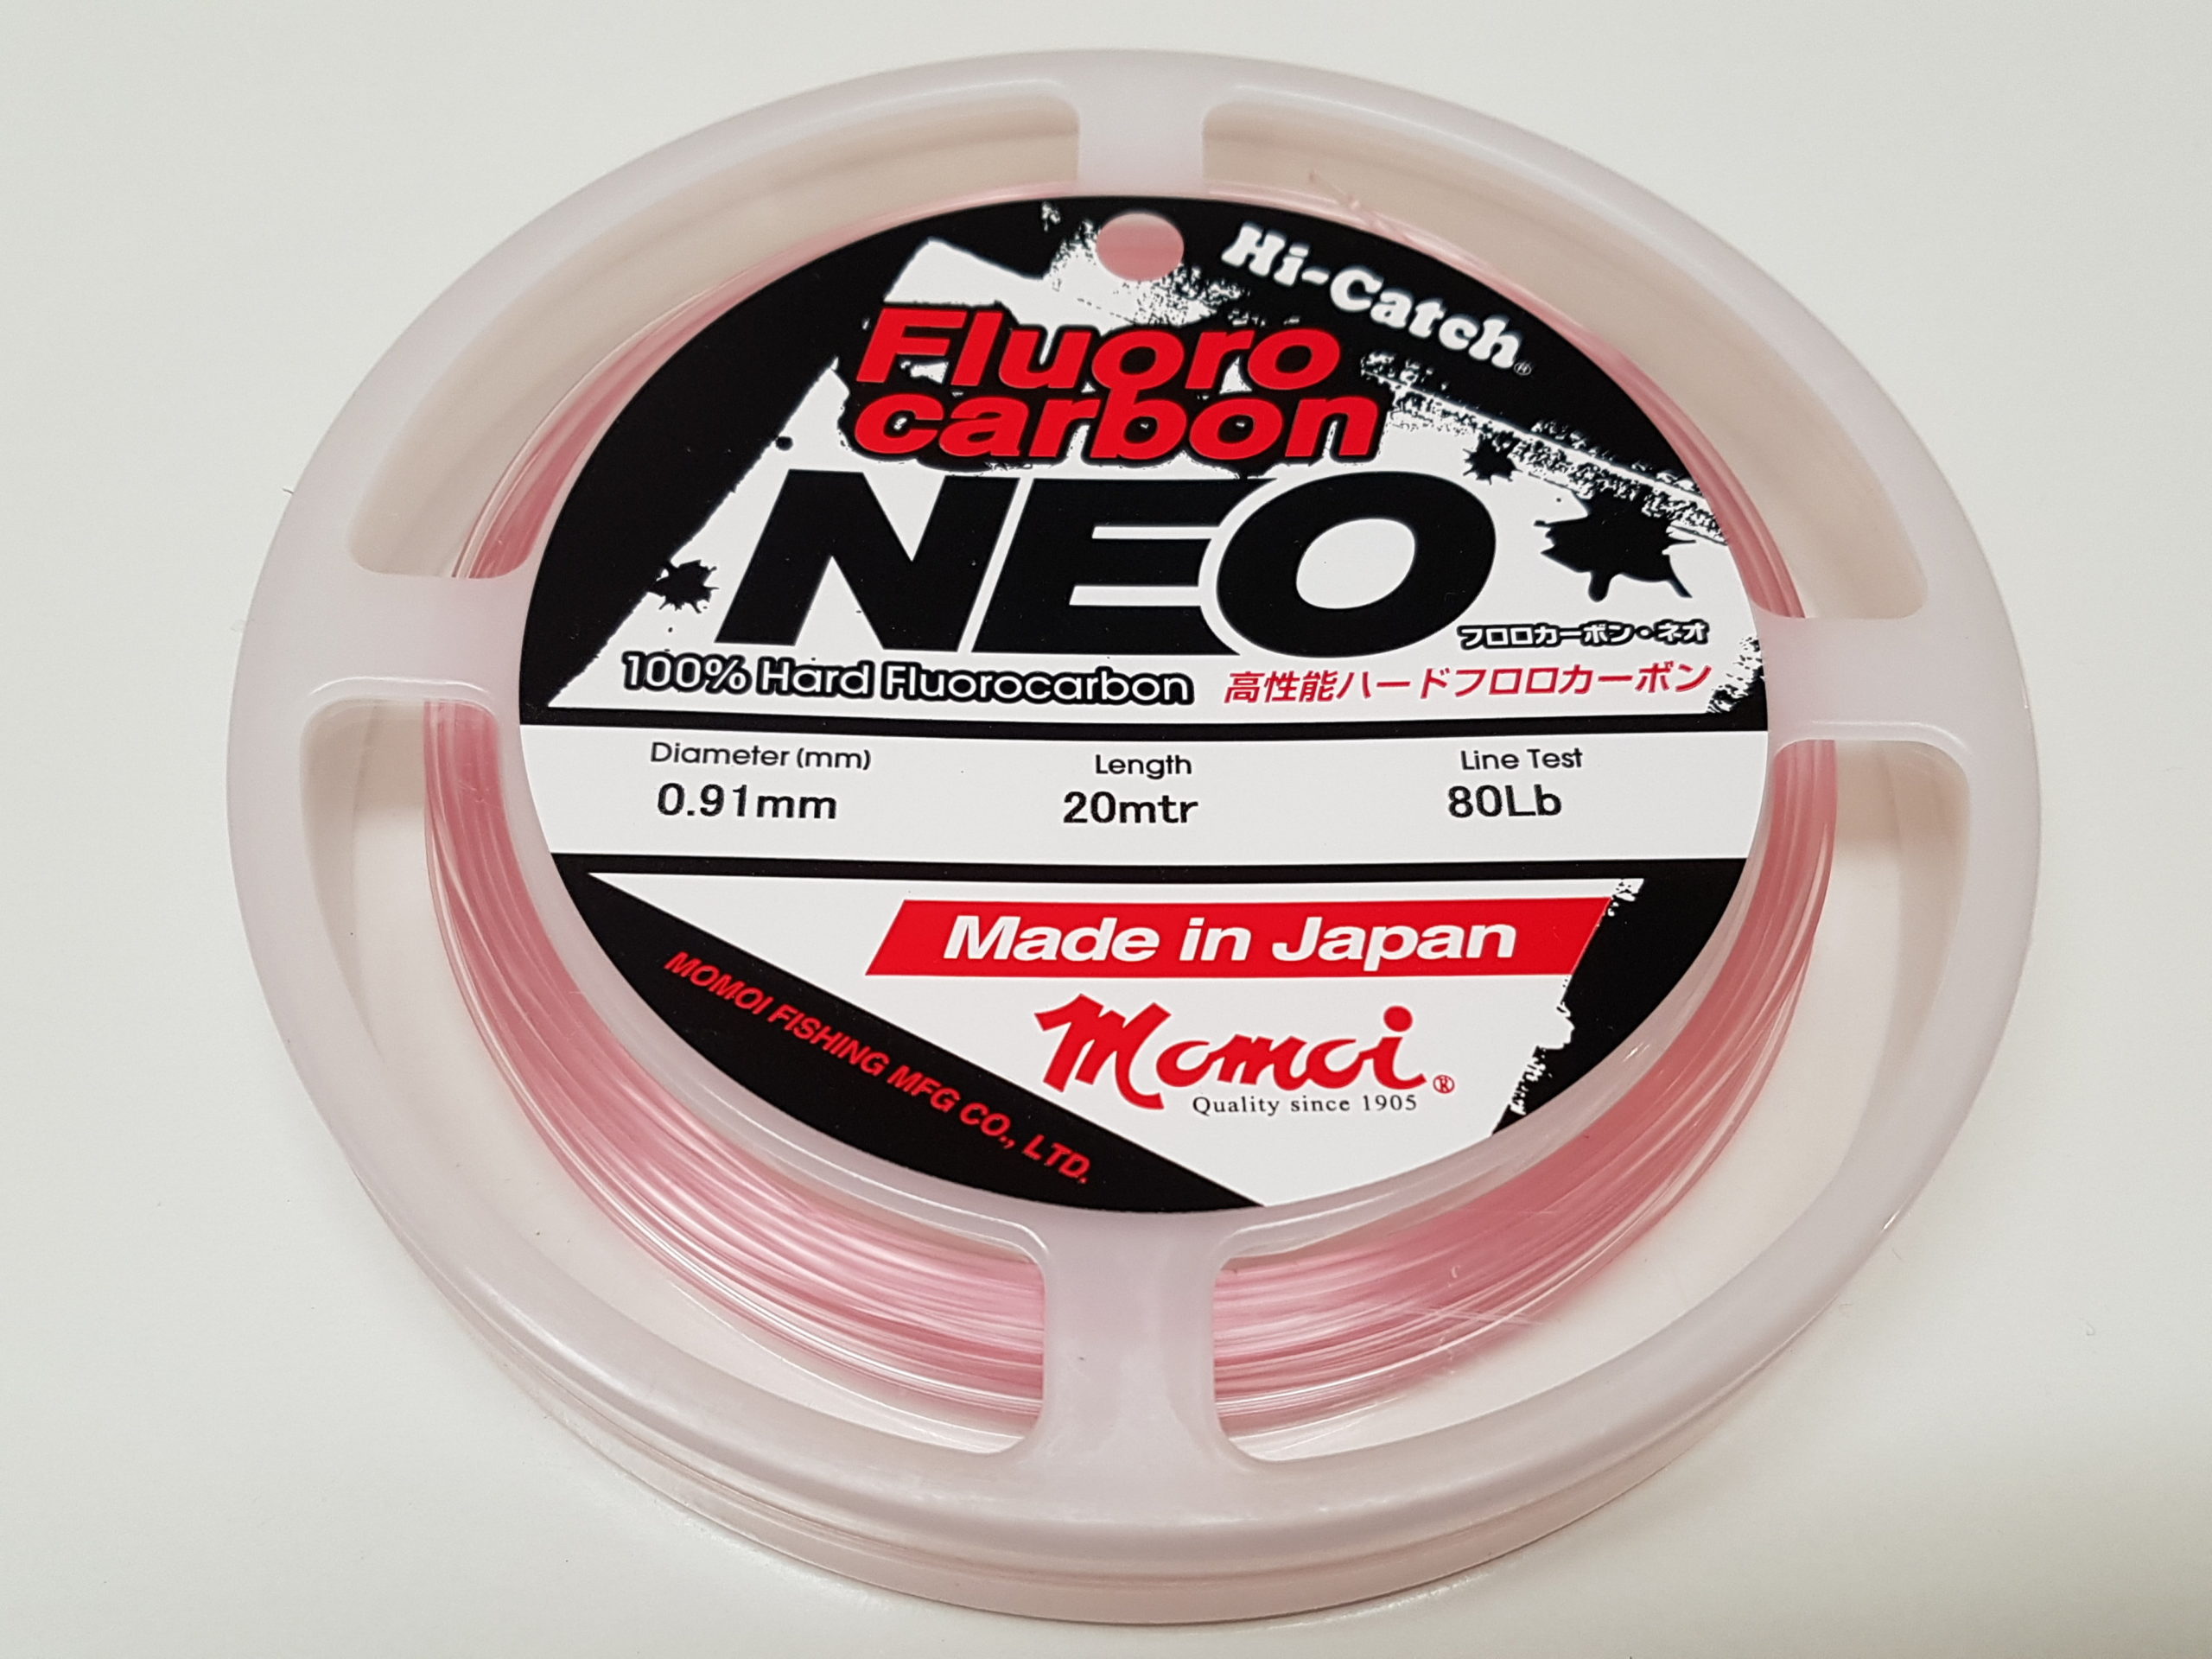 Hi-Catch®
Fluoro
carbon
NEO
フロロカーボン・ネオ
100% Hard Fluorocarbon 高性能ハードフロロカーボン
Diameter (mm) Length Line Test
0.91mm 20mtr 80Lb
Made in Japan
Momoi®
Quality since 1905
MOMOI FISHING MFG CO., LTD.